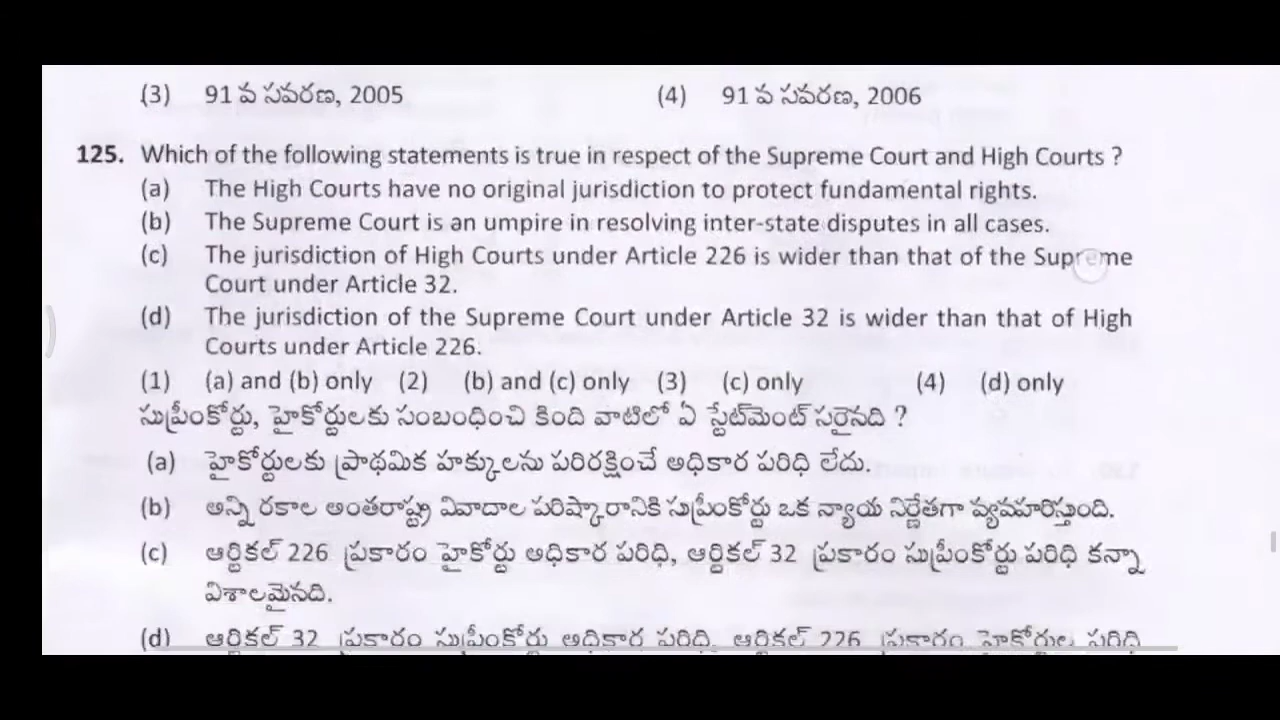 (3) 91 వ సవరణ, 2005 (4) 91 వ సవరణ, 2006
125. Which of the following statements is true in respect of the Supreme Court and High Courts ?
(a) The High Courts have no original jurisdiction to protect fundamental rights.
(b) The Supreme Court is an umpire in resolving inter-state disputes in all cases.
(c) The jurisdiction of High Courts under Article 226 is wider than that of the Supreme
Court under Article 32.
(d) The jurisdiction of the Supreme Court under Article 32 is wider than that of High
Courts under Article 226.
(1) (a) and (b) only (2) (b) and (c) only (3) (c) only (4) (d) only
సుప్రీంకోర్టు, హైకోర్టులకు సంబంధించి కింది వాటిలో ఏ స్టేట్‌మెంట్ సరైనది ?
(a) హైకోర్టులకు ప్రాథమిక హక్కులను పరిరక్షించే అధికార పరిధి లేదు.
(b) అన్ని రకాల అంతరాష్ట్ర వివాదాల పరిష్కారానికి సుప్రీంకోర్టు ఒక న్యాయ నిర్ణేతగా వ్యవహరిస్తుంది.
(c) ఆర్టికల్ 226 ప్రకారం హైకోర్టు అధికార పరిధి, ఆర్టికల్ 32 ప్రకారం సుప్రీంకోర్టు పరిధి కన్నా
విశాలమైనది.
(d) ఆర్టికల్ 32 ప్రకారం సుప్రీంకోర్టు అధికార పరిధి, ఆర్టికల్ 226 ప్రకారం హైకోర్టుల పరిధి